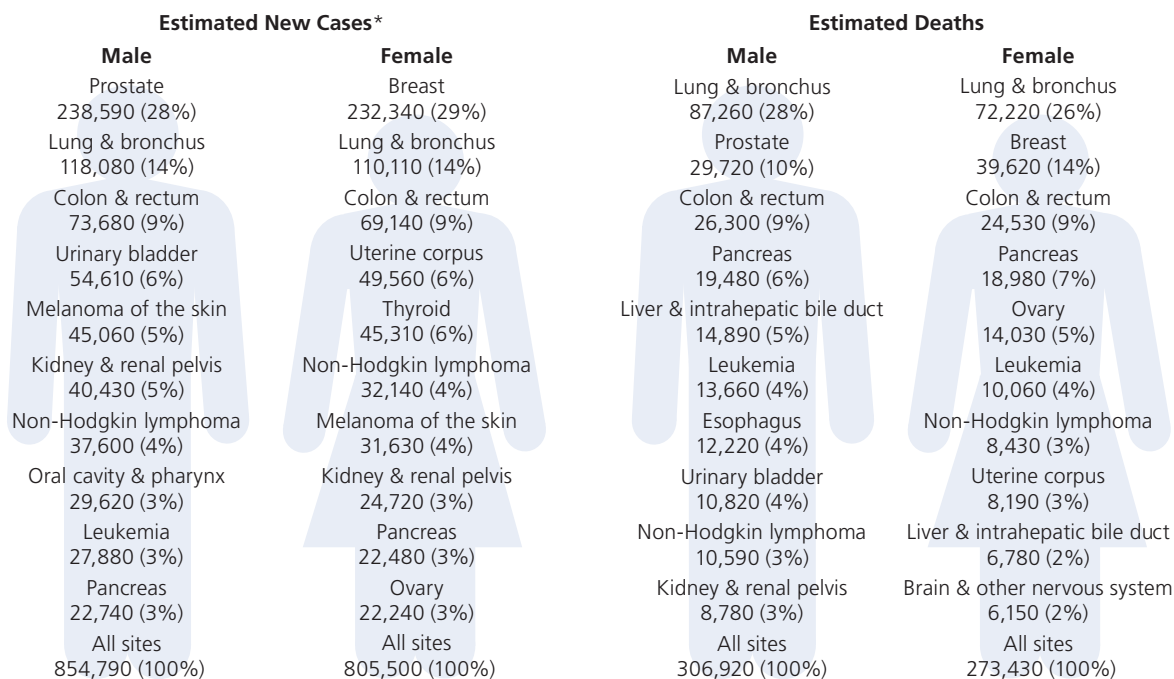 Estimated New Cases*
Male
Prostate
238,590 (28%)
Lung & bronchus
118,080 (14%)
Colon & rectum
73,680 (9%)
Urinary bladder
54,610 (6%)
Melanoma of the skin
45,060 (5%)
Kidney & renal pelvis
40,430 (5%)
Non-Hodgkin lymphoma
37,600 (4%)
Oral cavity & pharynx
29,620 (3%)
Leukemia
27,880 (3%)
Pancreas
22,740 (3%)
All sites
854,790 (100%)
Female
Breast
232,340 (29%)
Lung & bronchus
110,110 (14%)
Colon & rectum
69,140 (9%)
Uterine corpus
49,560 (6%)
Thyroid
45,310 (6%)
Non-Hodgkin lymphoma
32,140 (4%)
Melanoma of the skin
31,630 (4%)
Kidney & renal pelvis
24,720 (3%)
Pancreas
22,480 (3%)
Ovary
22,240 (3%)
All sites
805,500 (100%)
Estimated Deaths
Male
Lung & bronchus
87,260 (28%)
Prostate
29,720 (10%)
Colon & rectum
26,300 (9%)
Pancreas
19,480 (6%)
Liver & intrahepatic bile duct
14,890 (5%)
Leukemia
13,660 (4%)
Esophagus
12,220 (4%)
Urinary bladder
10,820 (4%)
Non-Hodgkin lymphoma
10,590 (3%)
Kidney & renal pelvis
8,780 (3%)
All sites
306,920 (100%)
Female
Lung & bronchus
72,220 (26%)
Breast
39,620 (14%)
Colon & rectum
24,530 (9%)
Pancreas
18,980 (7%)
Ovary
14,030 (5%)
Leukemia
10,060 (4%)
Non-Hodgkin lymphoma
8,430 (3%)
Uterine corpus
8,190 (3%)
Liver & intrahepatic bile duct
6,780 (2%)
Brain & other nervous system
6,150 (2%)
All sites
273,430 (100%)